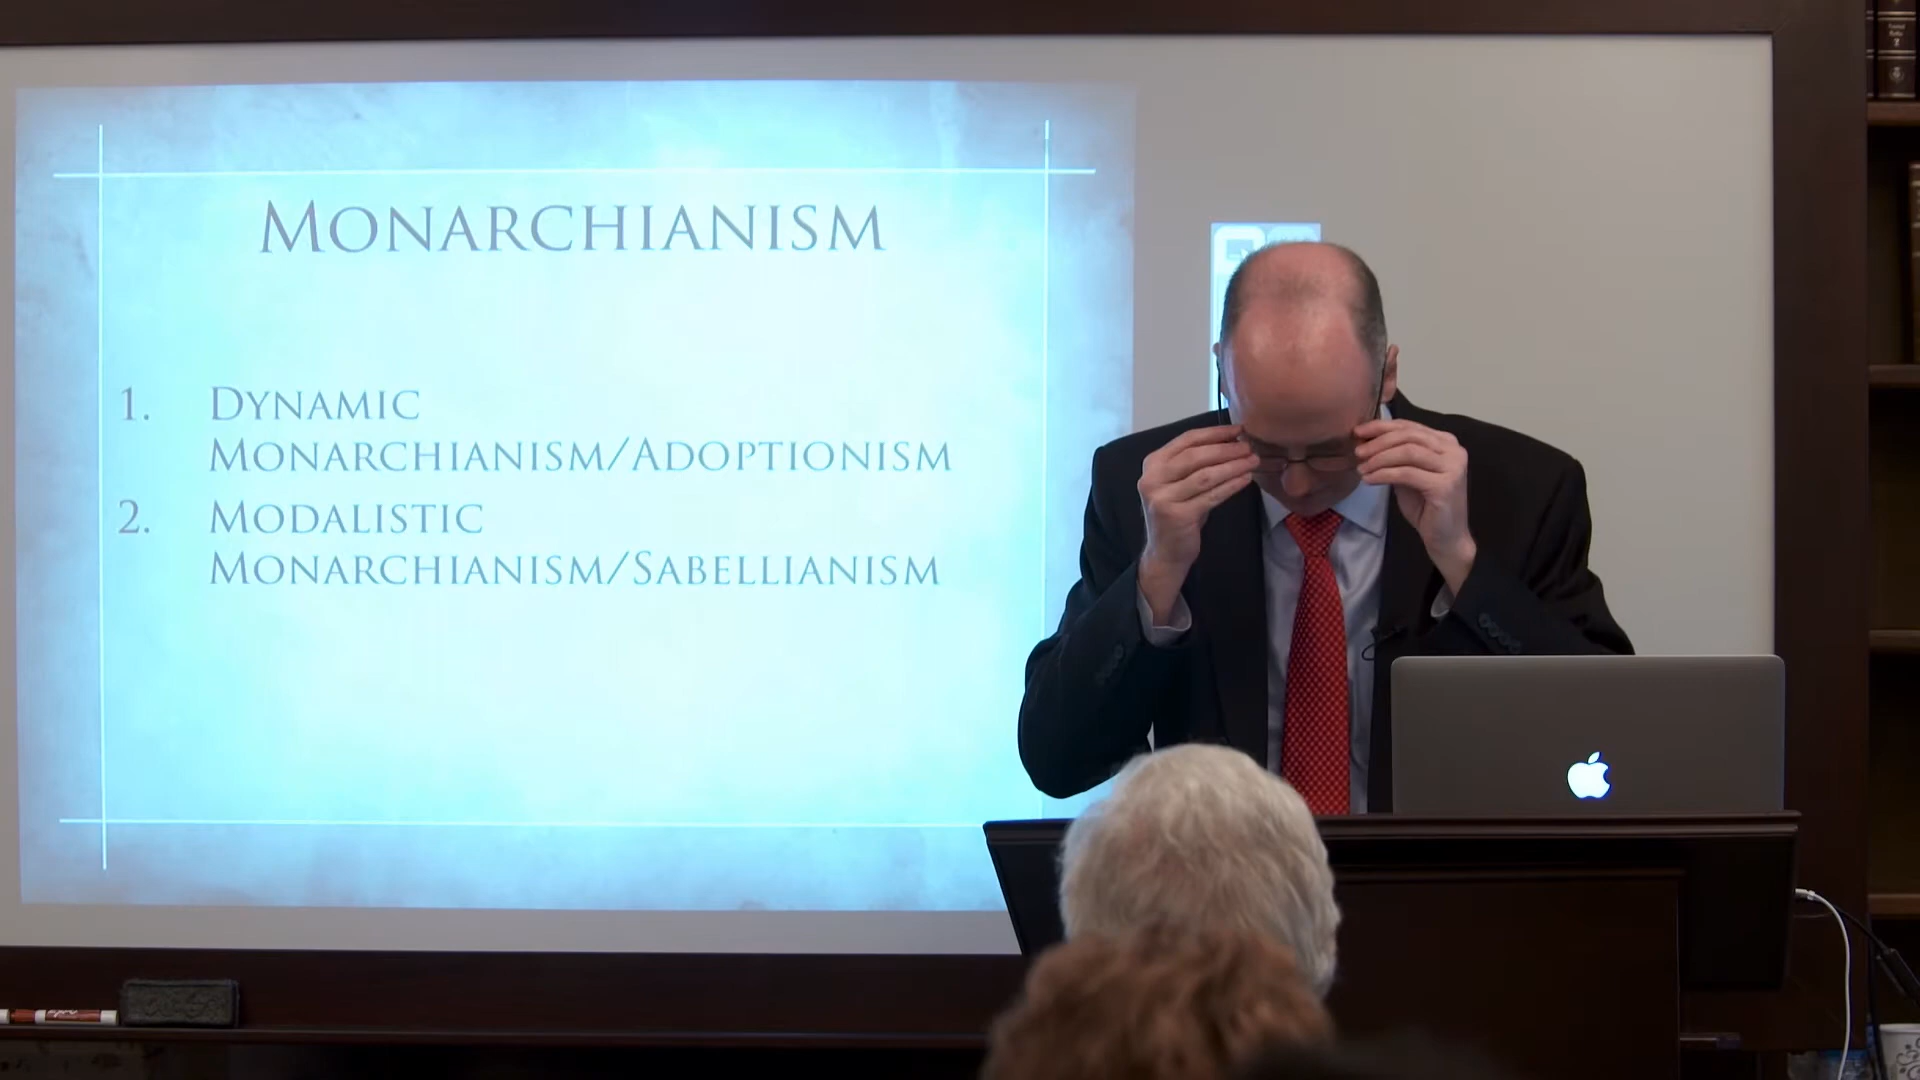 MONARCHIANISM
1. DYNAMIC
MONARCHIANISM/ADOPTIONISM
2. MODALISTIC
MONARCHIANISM/SABELLIANISM